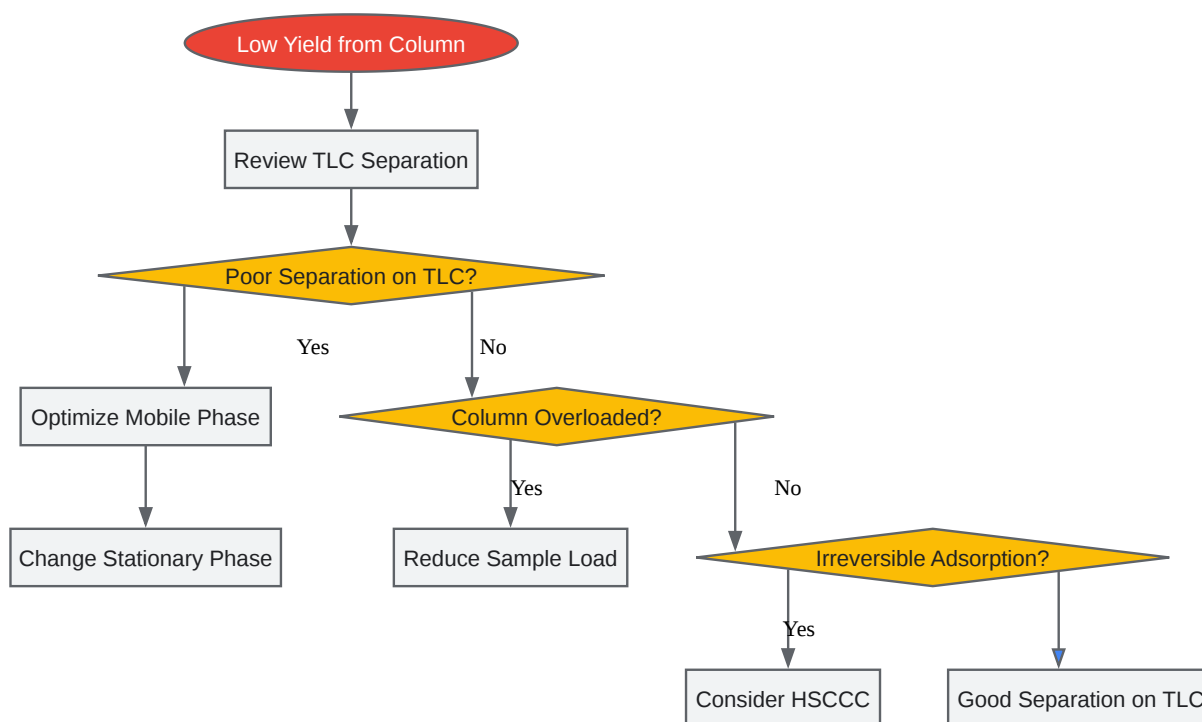 Low Yield from Column
Review TLC Separation
Poor Separation on TLC?
Yes
No
Optimize Mobile Phase
Column Overloaded?
Yes
No
Change Stationary Phase
Reduce Sample Load
Irreversible Adsorption?
Yes
Consider HSCCC
Good Separation on TLC